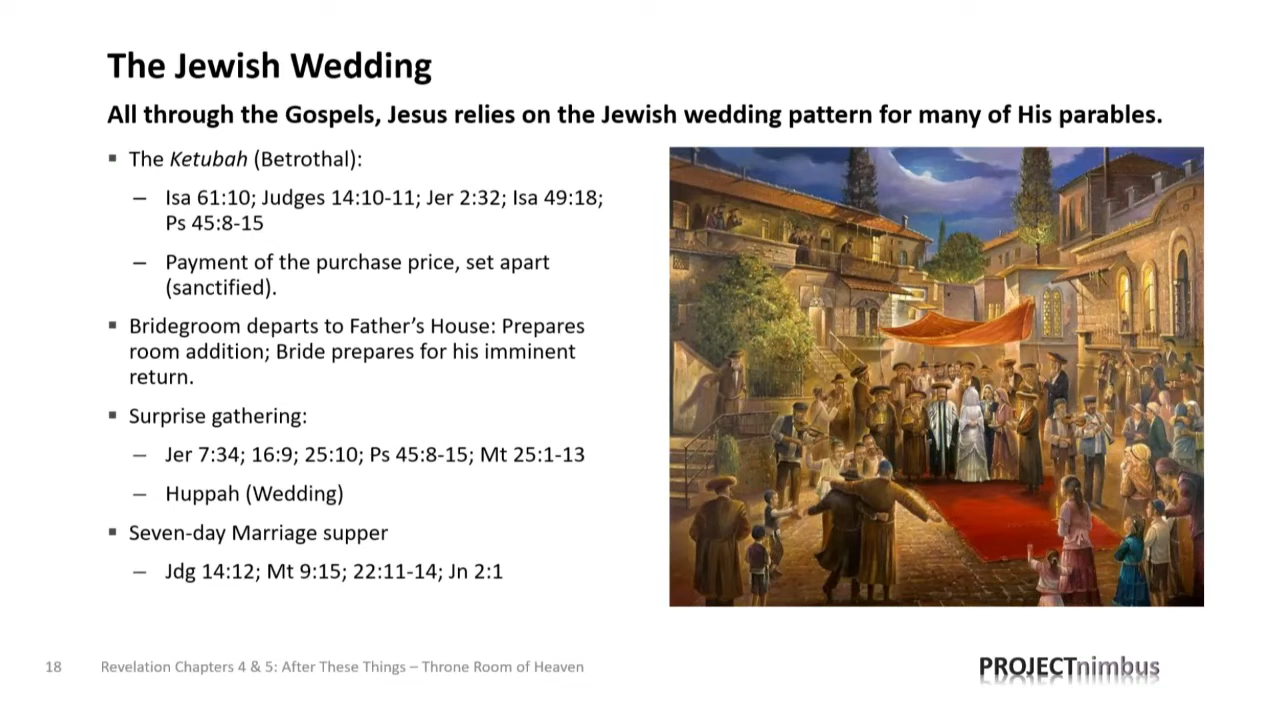 The Jewish Wedding
All through the Gospels, Jesus relies on the Jewish wedding pattern for many of His parables.
▪ The Ketubah (Betrothal):
– Isa 61:10; Judges 14:10-11; Jer 2:32; Isa 49:18;
Ps 45:8-15
– Payment of the purchase price, set apart
(sanctified).
▪ Bridegroom departs to Father’s House: Prepares
room addition; Bride prepares for his imminent
return.
▪ Surprise gathering:
– Jer 7:34; 16:9; 25:10; Ps 45:8-15; Mt 25:1-13
– Huppah (Wedding)
▪ Seven-day Marriage supper
– Jdg 14:12; Mt 9:15; 22:11-14; Jn 2:1
18 Revelation Chapters 4 & 5: After These Things – Throne Room of Heaven
PROJECTnimbus